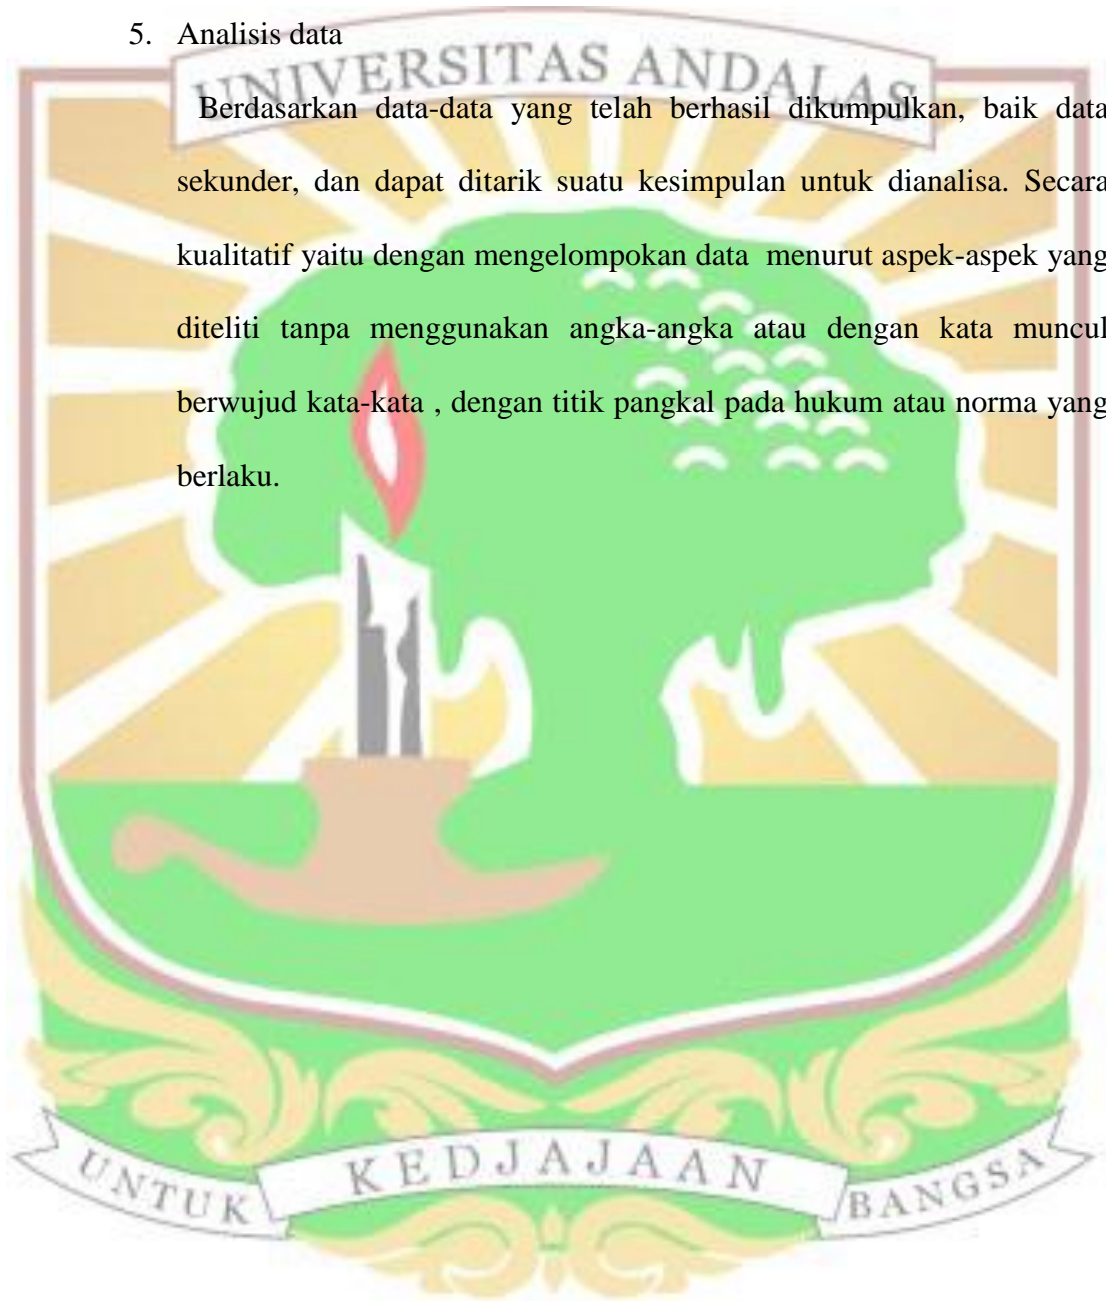 5. Analisis data
UNIVERSITAS ANDALAS
Berdasarkan data-data yang telah berhasil dikumpulkan, baik data
sekunder, dan dapat ditarik suatu kesimpulan untuk dianalisa. Secara
kualitatif yaitu dengan mengelompokan data menurut aspek-aspek yang
diteliti tanpa menggunakan angka-angka atau dengan kata muncul
berwujud kata-kata , dengan titik pangkal pada hukum atau norma yang
berlaku.
UNTUK KEDJAJAAN BANGSA